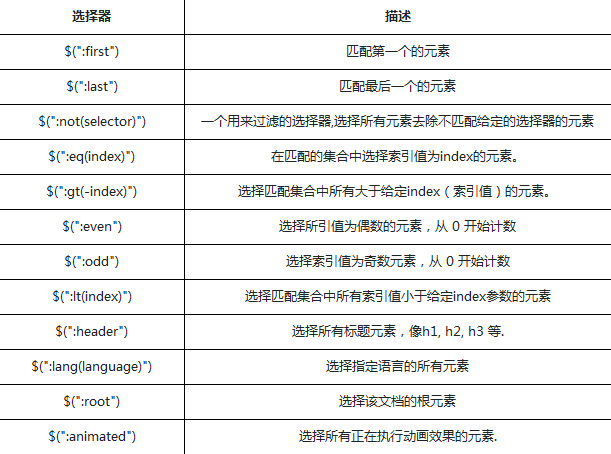 选择器 描述
$(":first") 匹配第一个的元素
$(":last") 匹配最后一个的元素
$(":not(selector)") 一个用来过滤的选择器,选择所有元素去除不匹配给定的选择器的元素
$(":eq(index)") 在匹配的集合中选择索引值为index的元素。
$(":gt(-index)") 选择匹配集合中所有大于给定index（索引值）的元素。
$(":even") 选择所引值为偶数的元素，从 0 开始计数
$(":odd") 选择索引值为奇数元素，从 0 开始计数
$(":lt(index)") 选择匹配集合中所有索引值小于给定index参数的元素
$(":header") 选择所有标题元素，像h1, h2, h3 等.
$(":lang(language)") 选择指定语言的所有元素
$(":root") 选择该文档的根元素
$(":animated") 选择所有正在执行动画效果的元素.